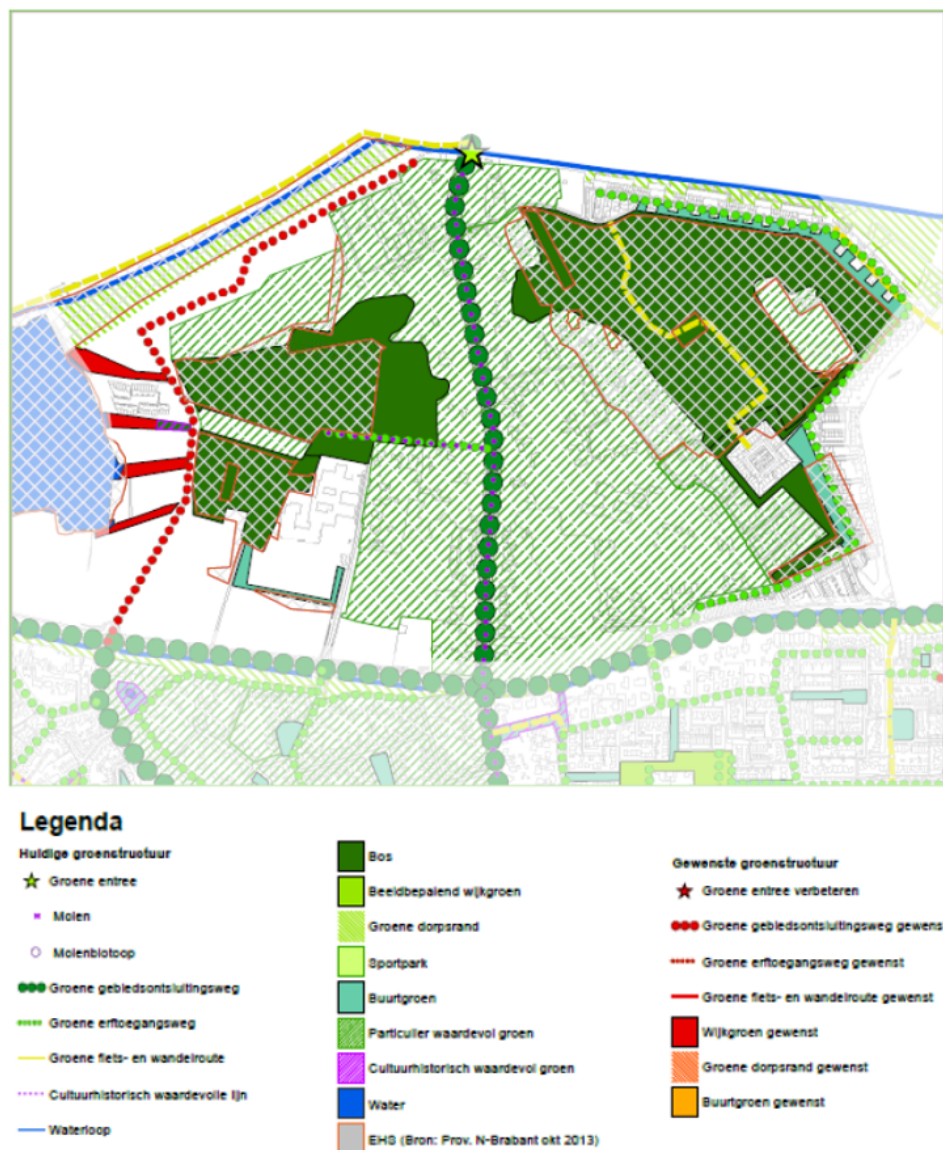 Legenda
Huidige groenstructuur
Groene entree
Molen
Molenbiotoop
Groene gebiedsontsluitingsweg
Groene erftoegangsweg
Groene fiets- en wandelroute
Cultuurhistorisch waardevolle lijn
Waterloop
Bos
Beeldbepalend wijkgroen
Groene dorpsrand
Sportpark
Buurtgroen
Particulier waardevol groen
Cultuurhistorisch waardevol groen
Water
EHS (Bron: Prov. N-Brabant okt 2013)
Gewenste groenstructuur
Groene entree verbeteren
Groene gebiedsontsluitingsweg gewens
Groene erftoegangsweg gewenst
Groene fiets- en wandelroute gewenst
Wijkgroen gewenst
Groene dorpsrand gewenst
Buurtgroen gewenst